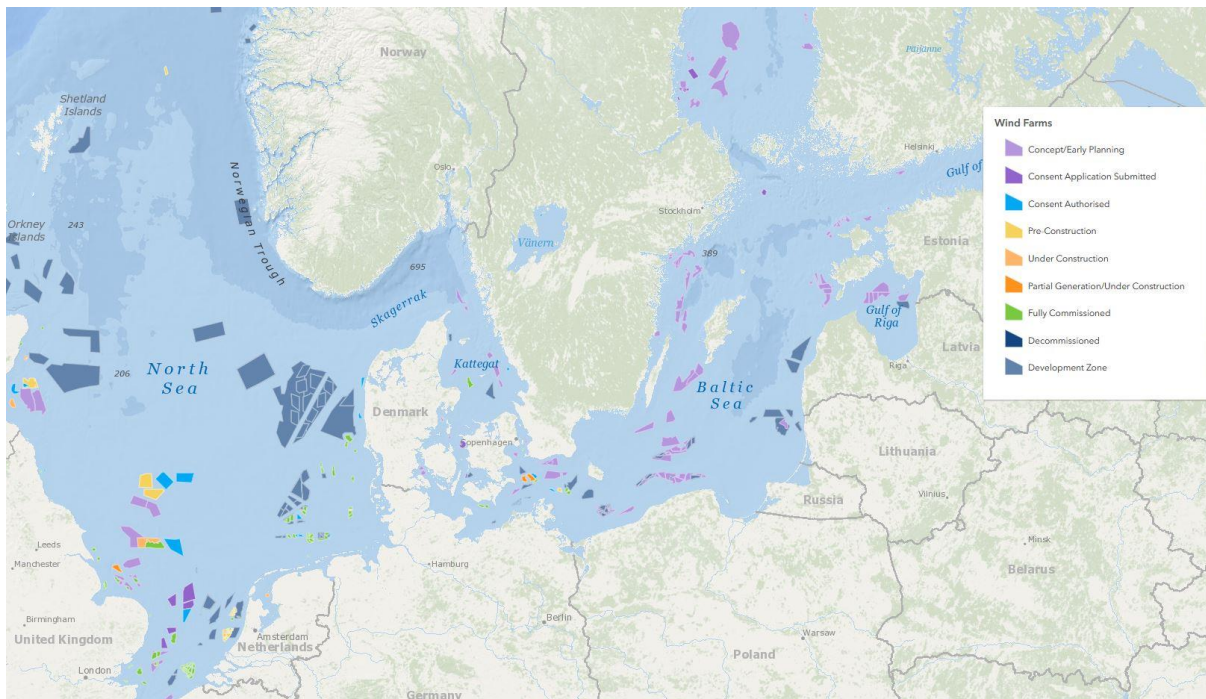 Norway
Shetland
Islands
Päijänne
Wind Farms
Concept/Early Planning
Consent Application Submitted
Consent Authorised
Pre-Construction
Under Construction
Partial Generation/Under Construction
Fully Commissioned
Decommissioned
Development Zone
Helsinki
Gulf of
Oslo
Norwegian Trough
Orkney
Islands
243
Stockholm
Vänern
389
Estonia
695
Skagerrak
Gulf of
Riga
Latvia
Riga
North
Sea
206
Kattegat
Baltic
Sea
Denmark
Copenhagen
Lithuania
Vilnius
Russia
Minsk
Belarus
Leeds
Manchester
Hamburg
Birmingham
United Kingdom
London
Amsterdam
Netherlands
Berlin
Warsaw
Poland
Germany